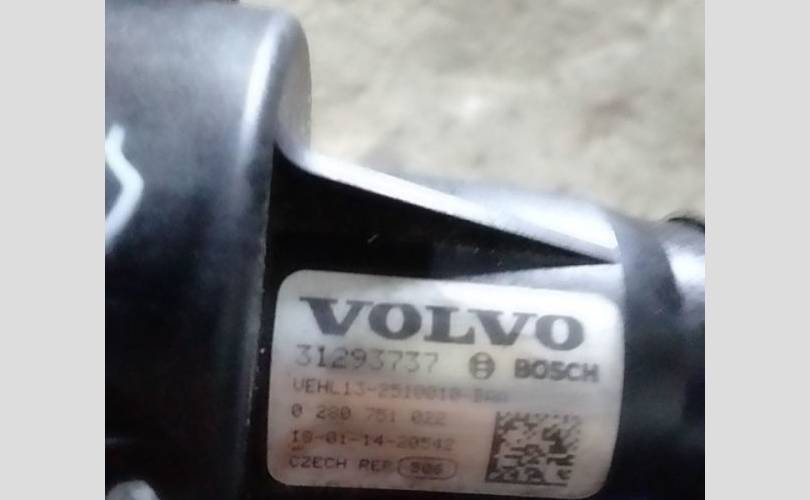 VOLVO
31293737 BOSCH
VEHL13-2510010-BAA
0 280 751 022
18-01-14-20542
CZECH REP 906